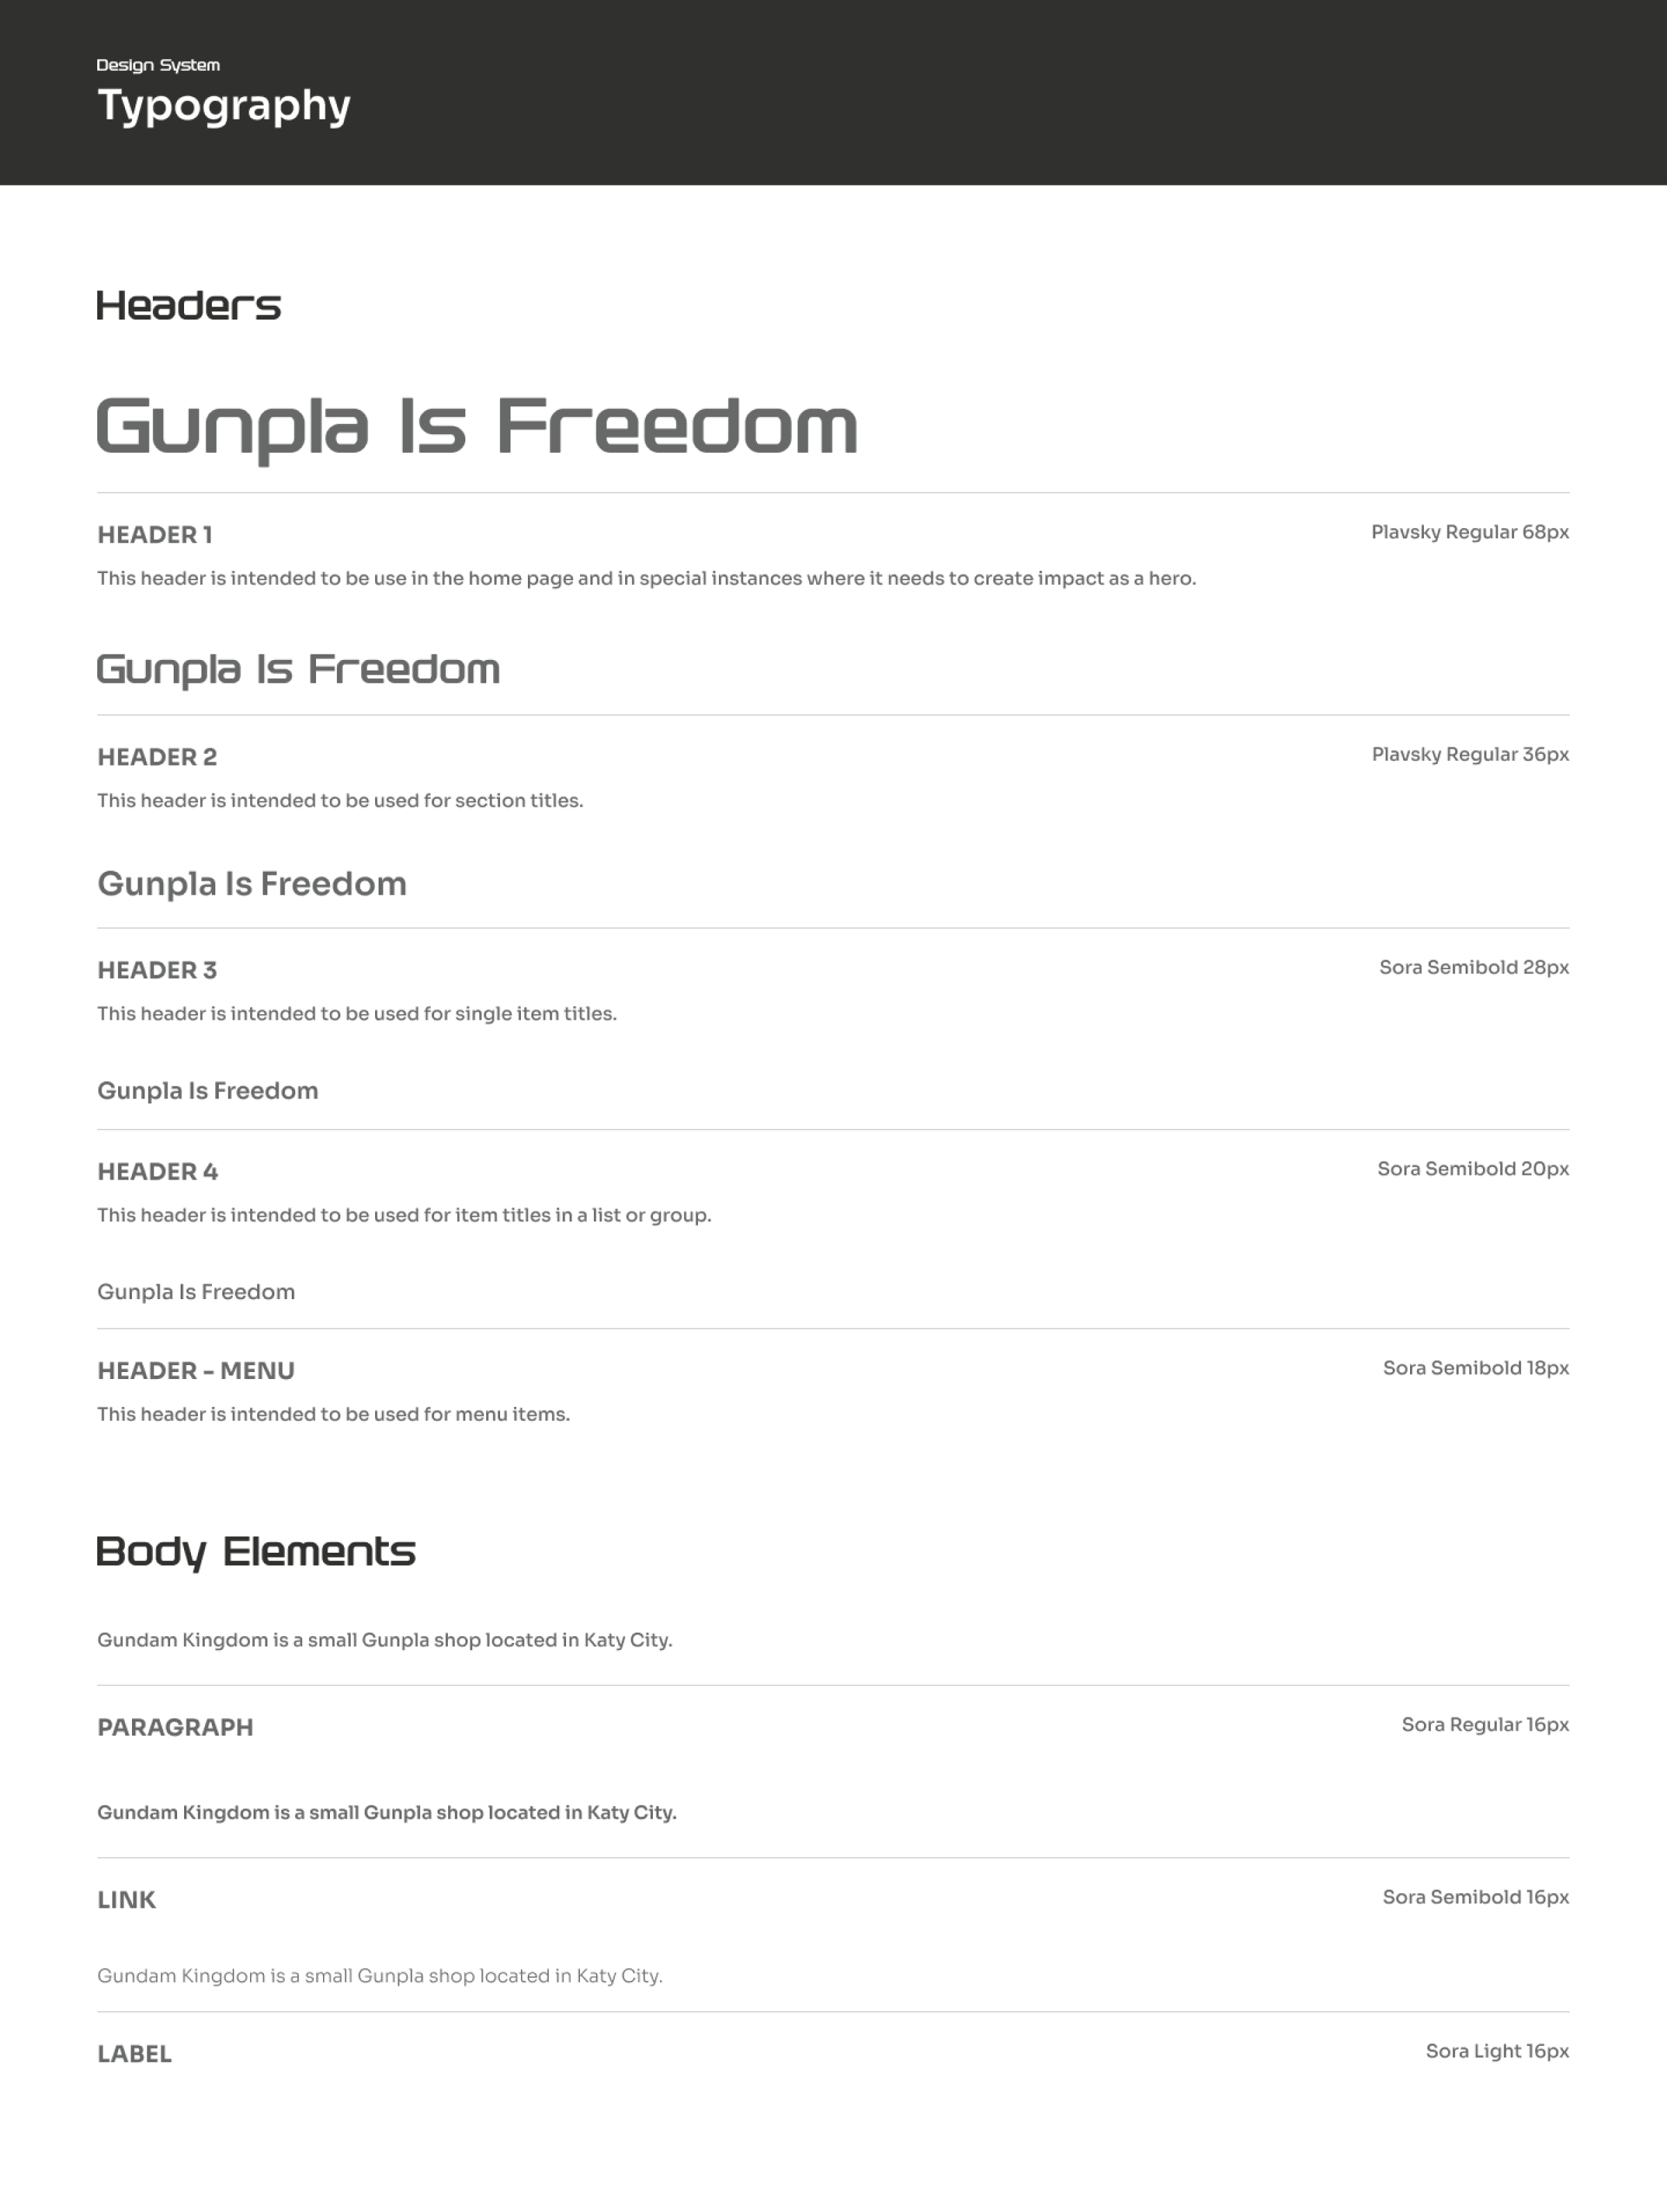 Design System
Typography
Headers
Gunpla Is Freedom
HEADER 1
Plavsky Regular 68px
This header is intended to be use in the home page and in special instances where it needs to create impact as a hero.
Gunpla Is Freedom
HEADER 2
Plavsky Regular 36px
This header is intended to be used for section titles.
Gunpla Is Freedom
HEADER 3
Sora Semibold 28px
This header is intended to be used for single item titles.
Gunpla Is Freedom
HEADER 4
Sora Semibold 20px
This header is intended to be used for item titles in a list or group.
Gunpla Is Freedom
HEADER - MENU
Sora Semibold 18px
This header is intended to be used for menu items.
Body Elements
Gundam Kingdom is a small Gunpla shop located in Katy City.
PARAGRAPH
Sora Regular 16px
Gundam Kingdom is a small Gunpla shop located in Katy City.
LINK
Sora Semibold 16px
Gundam Kingdom is a small Gunpla shop located in Katy City.
LABEL
Sora Light 16px